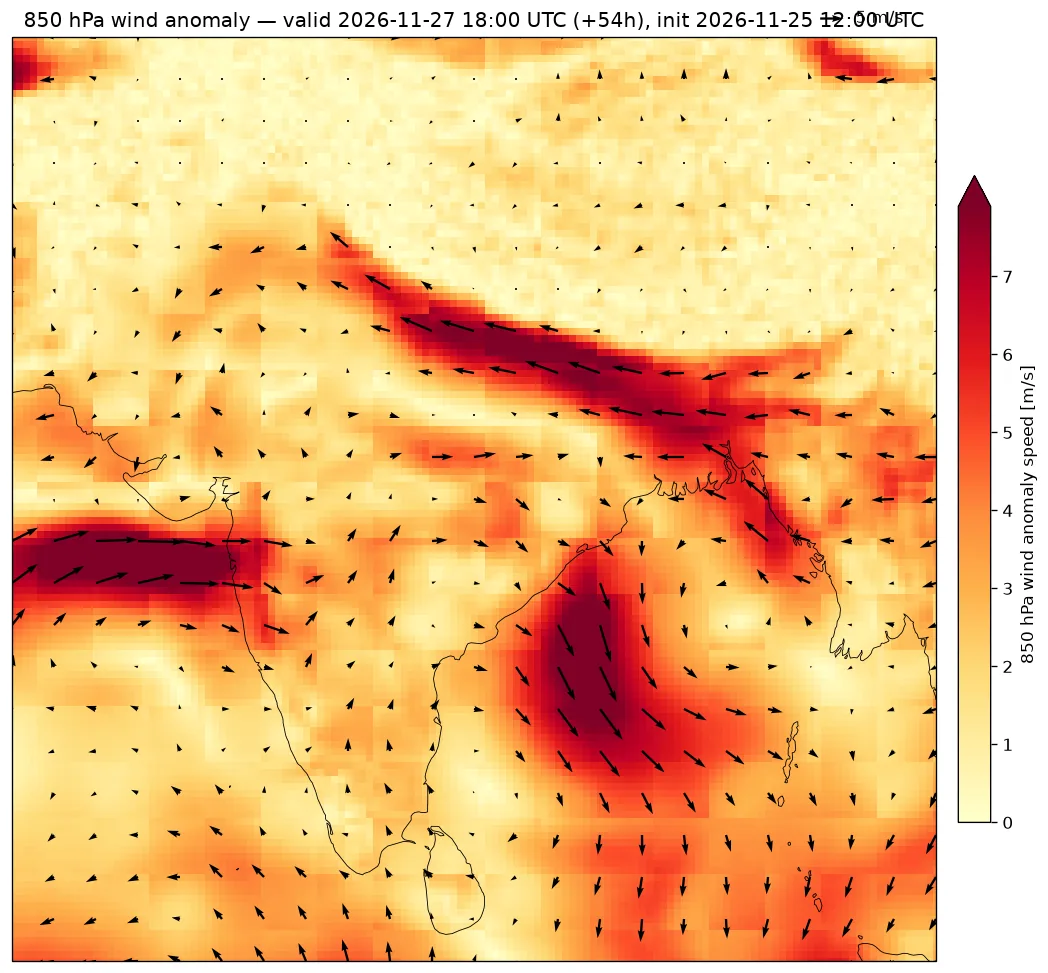 850 hPa wind anomaly — valid 2026-11-27 18:00 UTC (+54h), init 2026-11-25 12:00 UTC
5 m/s
7
6
5
4
3
2
1
0
850 hPa wind anomaly speed [m/s]